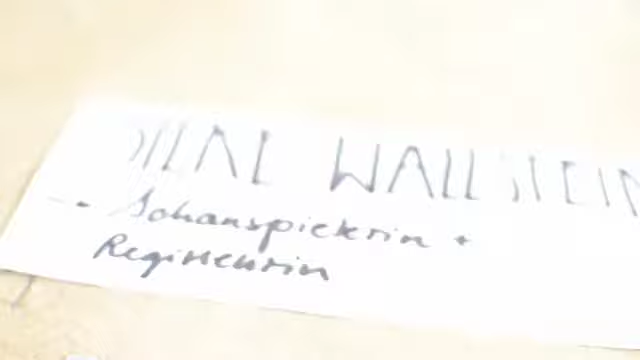 WALLSTEIN
→ Schauspielerin +
Regisseurin